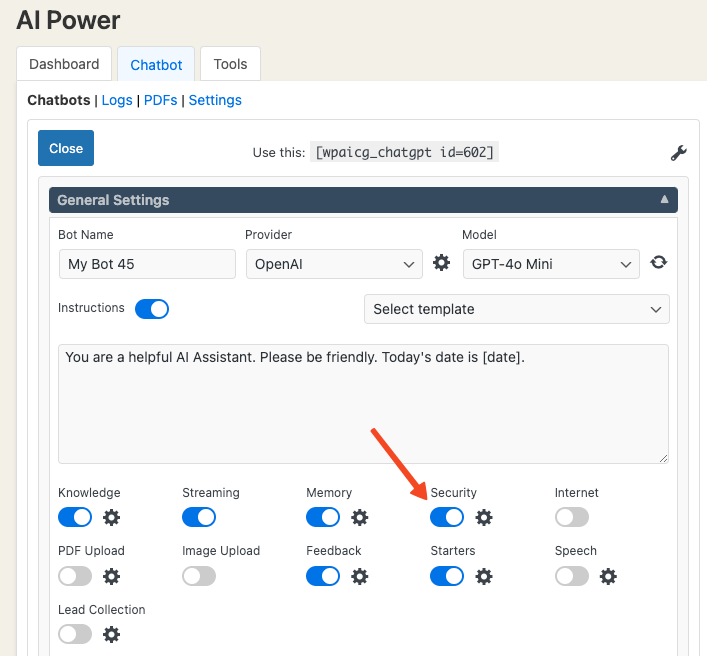 AI Power
Dashboard Chatbot Tools
Chatbots | Logs | PDFs | Settings
Close Use this: [wpaicg_chatgpt id=602]
General Settings
Bot Name Provider Model
My Bot 45 OpenAI GPT-4o Mini
Instructions Select template
You are a helpful AI Assistant. Please be friendly. Today's date is [date].
Knowledge Streaming Memory Security Internet
PDF Upload Image Upload Feedback Starters Speech
Lead Collection